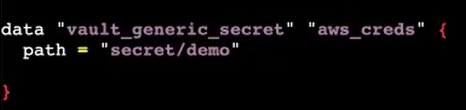 data "vault_generic_secret" "aws_creds" {
  path = "secret/demo"
}